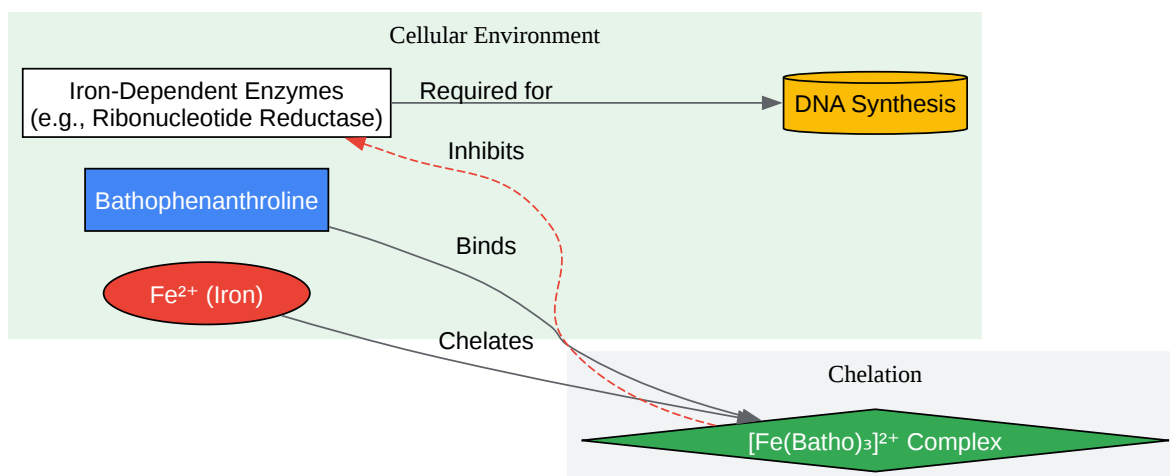 Cellular Environment
Iron-Dependent Enzymes
(e.g., Ribonucleotide Reductase)
Required for
DNA Synthesis
Inhibits
Bathophenanthroline
Binds
Fe²⁺ (Iron)
Chelates
Chelation
[Fe(Batho)₃]²⁺ Complex